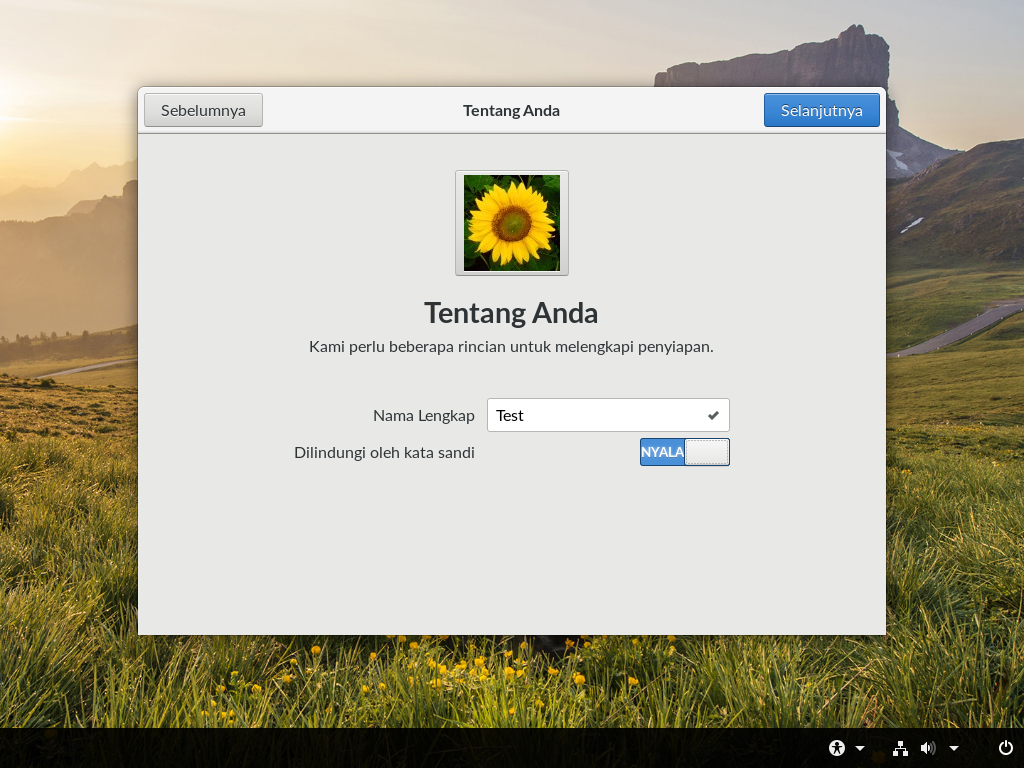 Sebelumnya
Tentang Anda
Selanjutnya
Tentang Anda
Kami perlu beberapa rincian untuk melengkapi penyiapan.
Nama Lengkap
Test
Dilindungi oleh kata sandi
NYALA